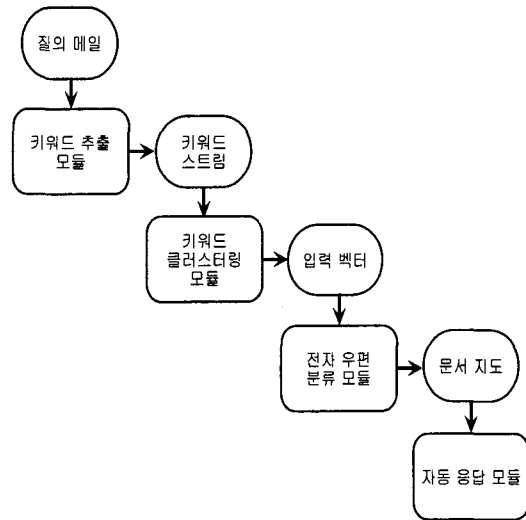 질의 메일
키워드 추출
모듈
키워드
스트림
키워드
클러스터링
모듈
입력 벡터
전자 우편
분류 모듈
문서 지도
자동 응답 모듈